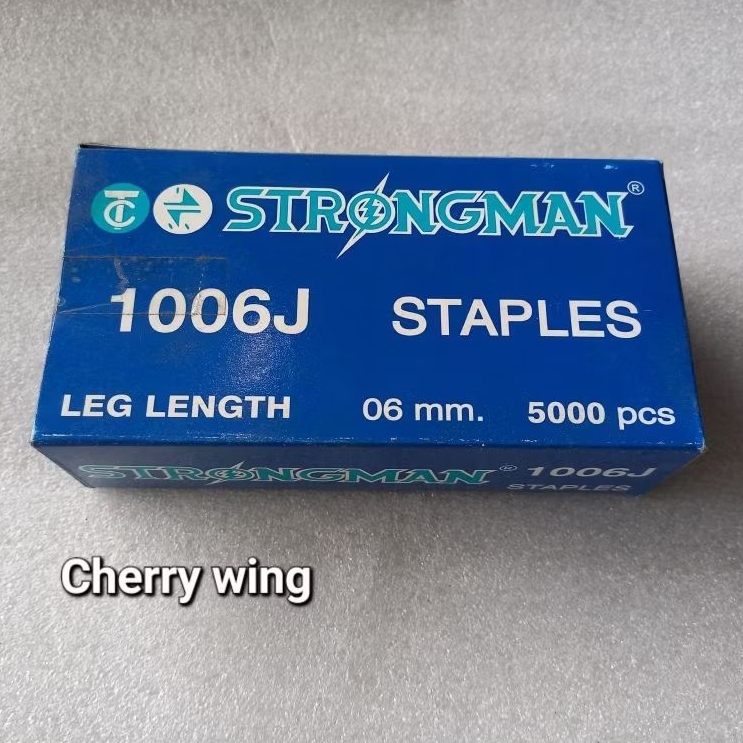 TC STRONGMAN®
1006J STAPLES
LEG LENGTH 06 mm. 5000 pcs
STRONGMAN® 1006J
STAPLES
Cherry wing